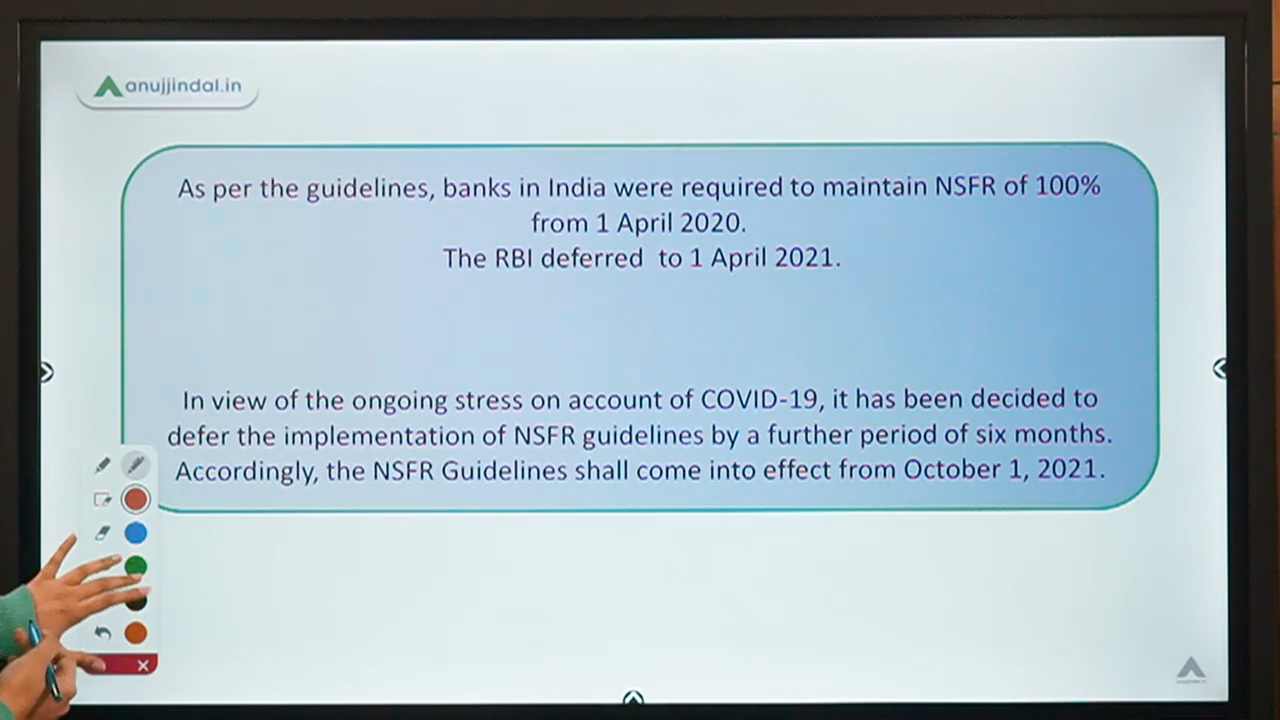 anujjindal.in
As per the guidelines, banks in India were required to maintain NSFR of 100%
from 1 April 2020.
The RBI deferred to 1 April 2021.
In view of the ongoing stress on account of COVID-19, it has been decided to
defer the implementation of NSFR guidelines by a further period of six months.
Accordingly, the NSFR Guidelines shall come into effect from October 1, 2021.